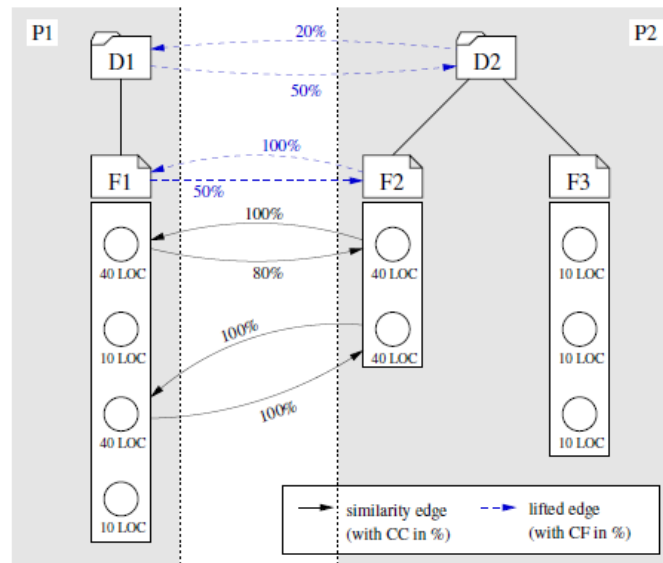 P1
20%
P2
D1
D2
50%
100%
F1
F2
F3
50%
100%
40 LOC
80%
40 LOC
10 LOC
100%
10 LOC
40 LOC
10 LOC
40 LOC
100%
10 LOC
10 LOC
similarity edge
(with CC in %)
lifted edge
(with CF in %)